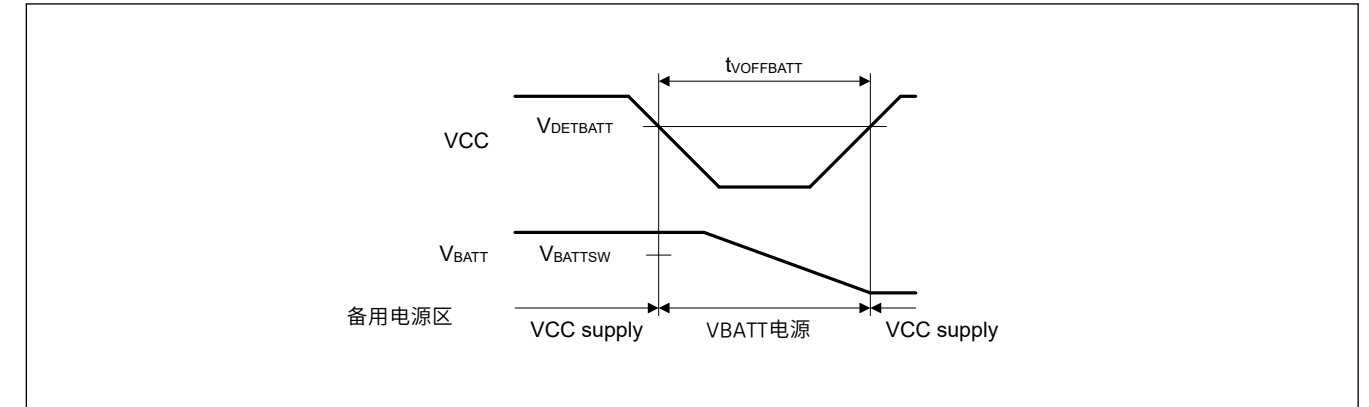 tVOFFBATT
VCC
VDETBATT
VBATT
VBATTSW
备用电源区
VCC supply
VBATT电源
VCC supply